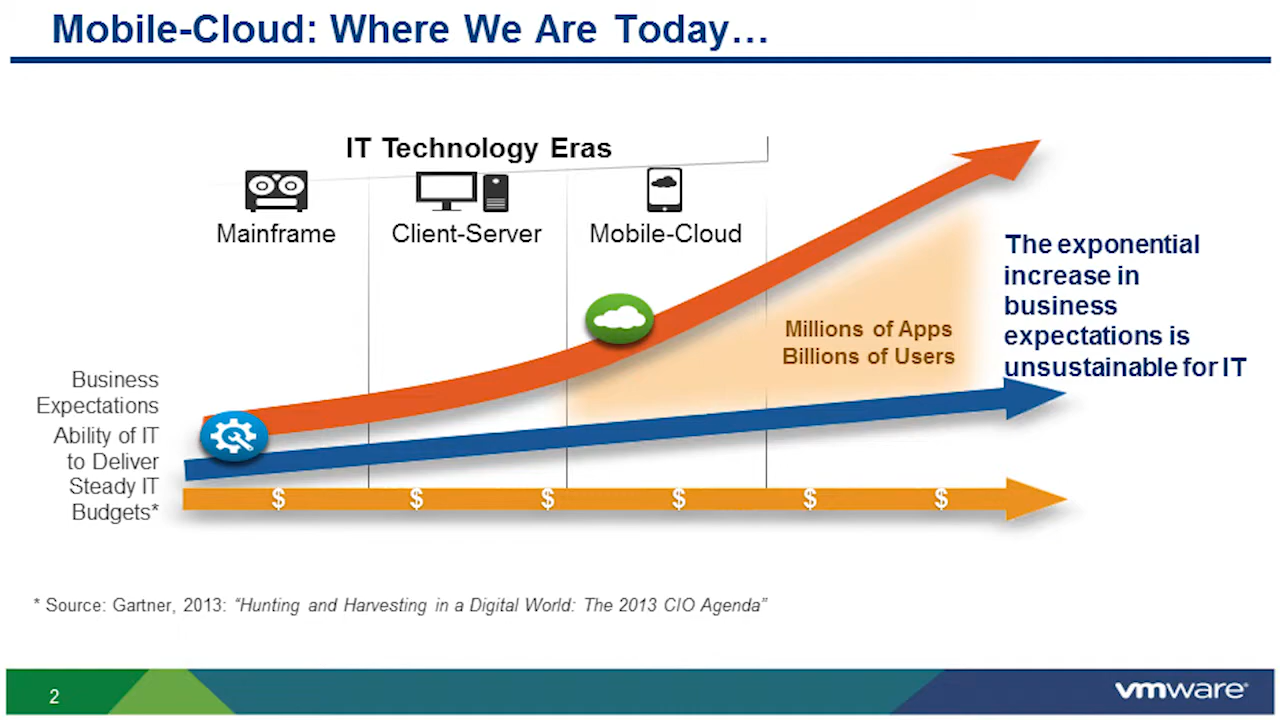 Mobile-Cloud: Where We Are Today…
IT Technology Eras
Mainframe
Client-Server
Mobile-Cloud
The exponential
increase in
business
expectations is
unsustainable for IT
Millions of Apps
Billions of Users
Business
Expectations
Ability of IT
to Deliver
Steady IT
Budgets*
$ $ $ $ $ $
* Source: Gartner, 2013: “Hunting and Harvesting in a Digital World: The 2013 CIO Agenda”
2
vmware®